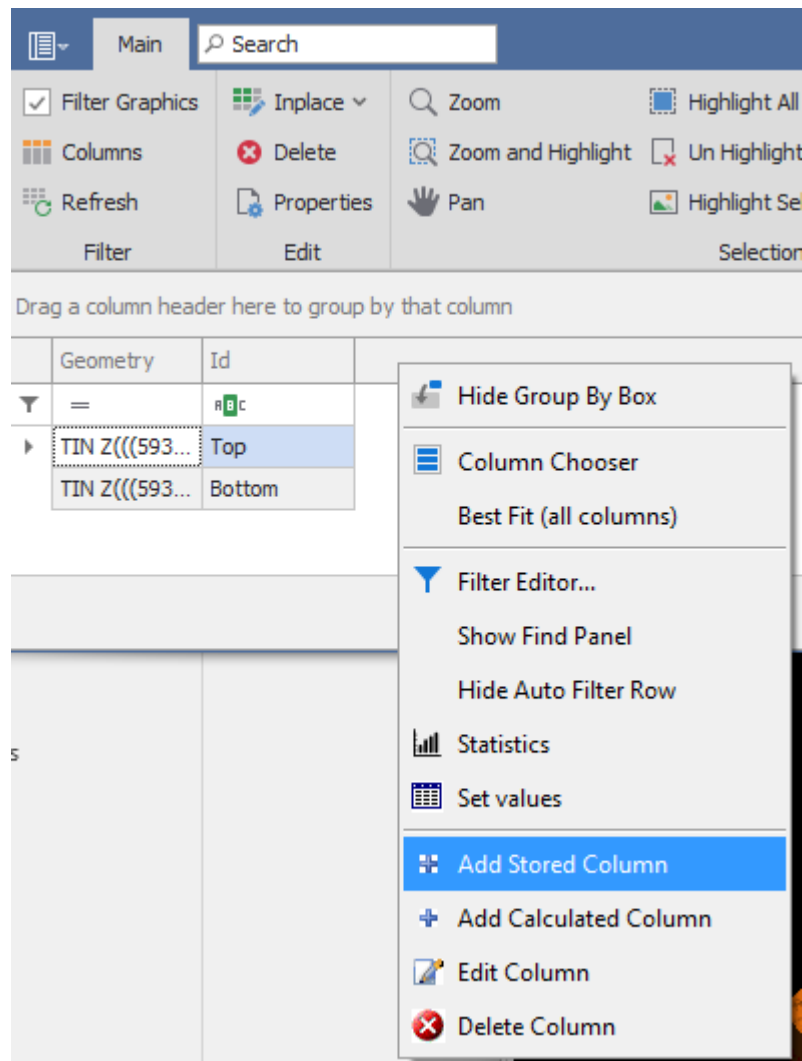 Main
Search
Filter Graphics
Inplace
Zoom
Highlight All
Columns
Delete
Zoom and Highlight
Un Highlight
Refresh
Properties
Pan
Highlight Se
Filter
Edit
Selection
Drag a column header here to group by that column
Geometry
Id
=
ABC
TIN Z(((593...
Top
TIN Z(((593...
Bottom
Hide Group By Box
Column Chooser
Best Fit (all columns)
Filter Editor...
Show Find Panel
Hide Auto Filter Row
s
Statistics
Set values
Add Stored Column
Add Calculated Column
Edit Column
Delete Column